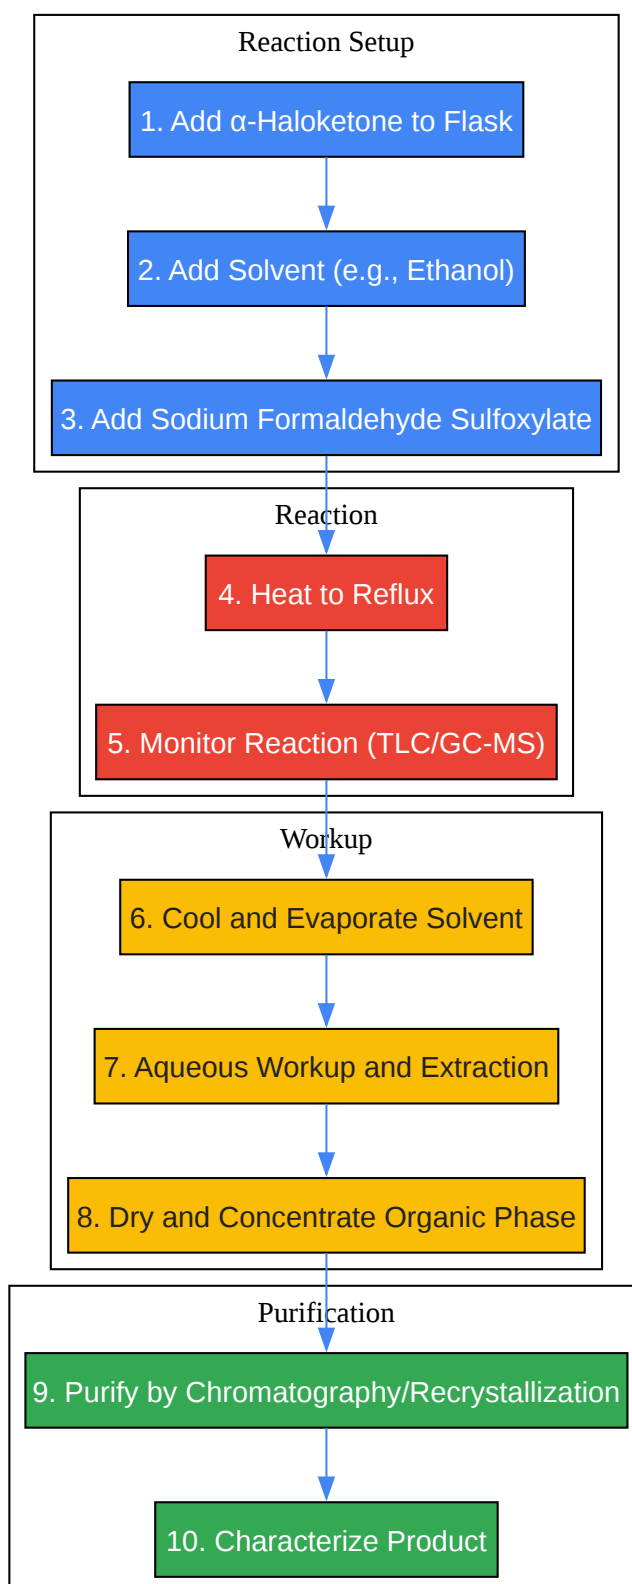 Reaction Setup
1. Add α-Haloketone to Flask
2. Add Solvent (e.g., Ethanol)
3. Add Sodium Formaldehyde Sulfoxylate
Reaction
4. Heat to Reflux
5. Monitor Reaction (TLC/GC-MS)
Workup
6. Cool and Evaporate Solvent
7. Aqueous Workup and Extraction
8. Dry and Concentrate Organic Phase
Purification
9. Purify by Chromatography/Recrystallization
10. Characterize Product